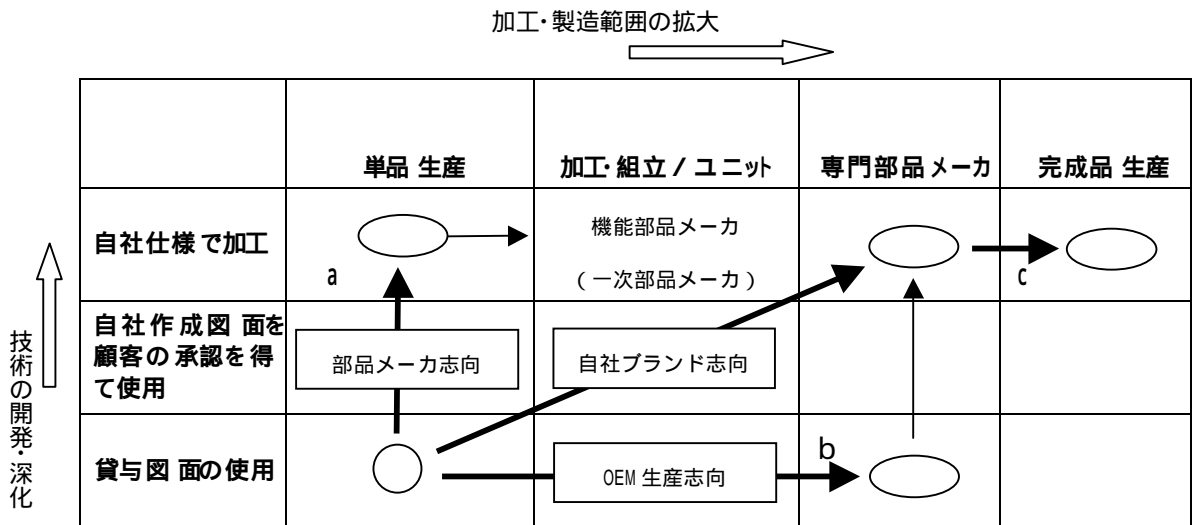 加工・製造範囲の拡大
単品 生産
加工・組立 / ユニット
専門部品メーカ
完成品 生産
自社仕様で加工
a
機能部品メーカ
(一次部品メーカ)
c
自社作成図面を
顧客の承認を得
て使用
部品メーカ志向
自社ブランド志向
貸与図面の使用
OEM 生産志向
b
技術の開発・深化